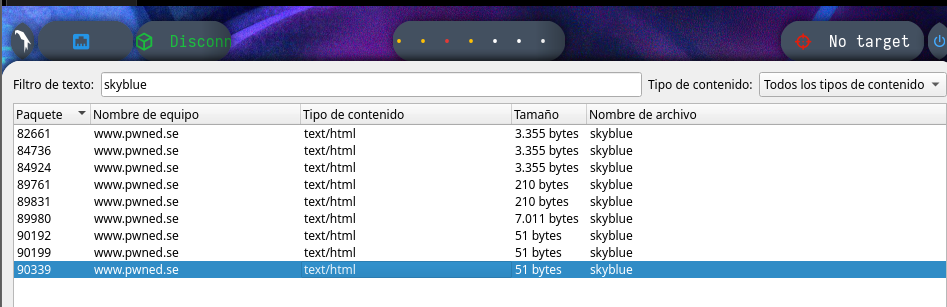 Disconn No target
Filtro de texto: skyblue Tipo de contenido: Todos los tipos de contenido
Paquete Nombre de equipo Tipo de contenido Tamaño Nombre de archivo
82661 www.pwned.se text/html 3.355 bytes skyblue
84736 www.pwned.se text/html 3.355 bytes skyblue
84924 www.pwned.se text/html 3.355 bytes skyblue
89761 www.pwned.se text/html 210 bytes skyblue
89831 www.pwned.se text/html 210 bytes skyblue
89980 www.pwned.se text/html 7.011 bytes skyblue
90192 www.pwned.se text/html 51 bytes skyblue
90199 www.pwned.se text/html 51 bytes skyblue
90339 www.pwned.se text/html 51 bytes skyblue